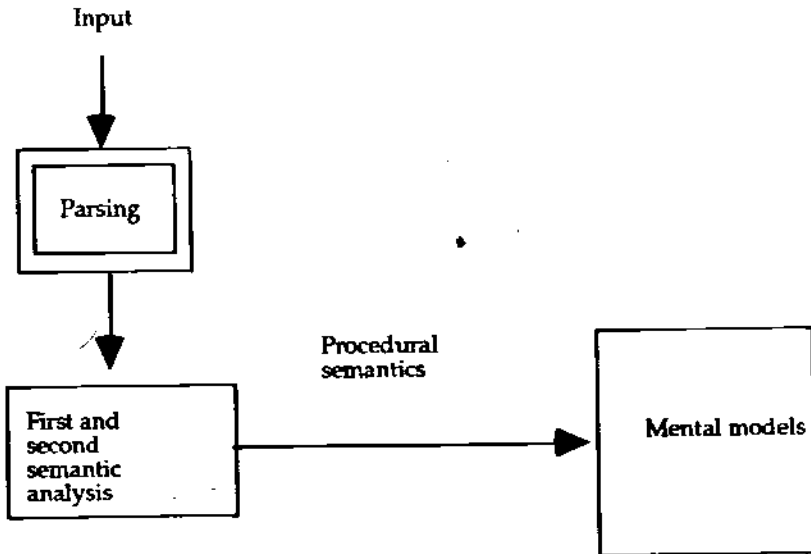 Input
Parsing
Procedural
semantics
First and
second
semantic
analysis
Mental models